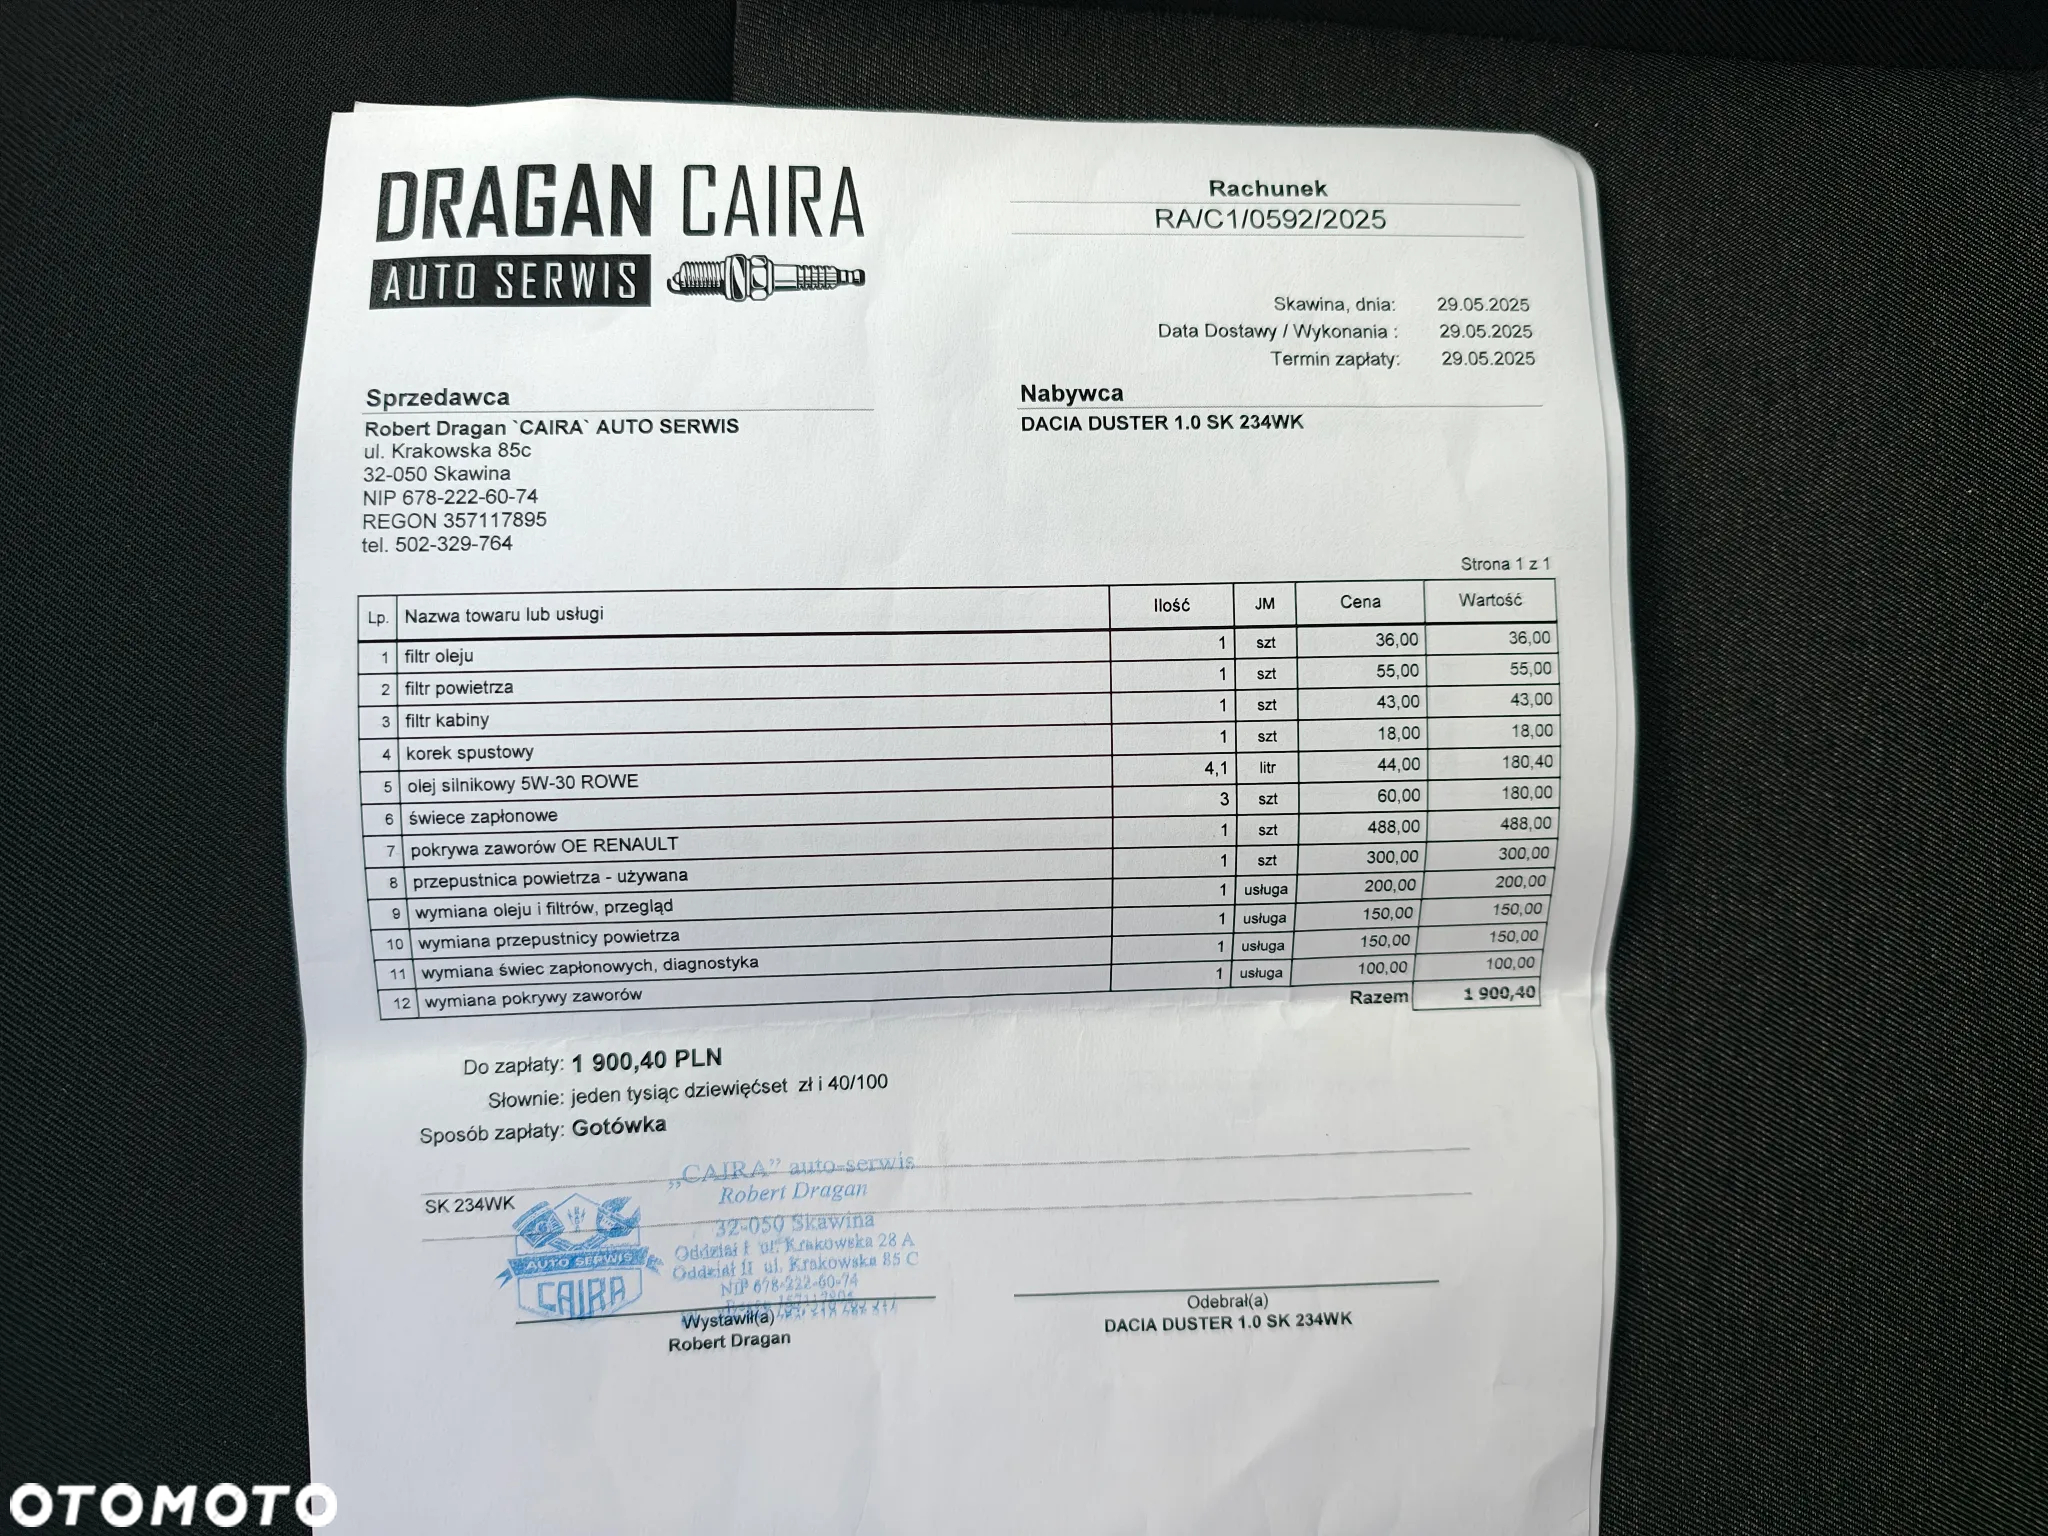 DRAGAN CAIRA
AUTO SERWIS
Rachunek
RA/C1/0592/2025
Skawina, dnia: 29.05.2025
Data Dostawy / Wykonania : 29.05.2025
Termin zapłaty: 29.05.2025
Sprzedawca
Robert Dragan `CAIRA` AUTO SERWIS
ul. Krakowska 85c
32-050 Skawina
NIP 678-222-60-74
REGON 357117895
tel. 502-329-764
Nabywca
DACIA DUSTER 1.0 SK 234WK
Strona 1 z 1
Lp. Nazwa towaru lub usługi Ilość JM Cena Wartość
1 filtr oleju 1 szt 36,00 36,00
2 filtr powietrza 1 szt 55,00 55,00
3 filtr kabiny 1 szt 43,00 43,00
4 korek spustowy 1 szt 18,00 18,00
5 olej silnikowy 5W-30 ROWE 4,1 litr 44,00 180,40
6 świece zapłonowe 3 szt 60,00 180,00
7 pokrywa zaworów OE RENAULT 1 szt 488,00 488,00
8 przepustnica powietrza - używana 1 szt 300,00 300,00
9 wymiana oleju i filtrów, przegląd 1 usługa 200,00 200,00
10 wymiana przepustnicy powietrza 1 usługa 150,00 150,00
11 wymiana świec zapłonowych, diagnostyka 1 usługa 150,00 150,00
12 wymiana pokrywy zaworów 1 usługa 100,00 100,00
Razem 1 900,40
Do zapłaty: 1 900,40 PLN
Słownie: jeden tysiąc dziewięćset zł i 40/100
Sposób zapłaty: Gotówka
SK 234WK
„CAIRA” auto-serwis
Robert Dragan
32-050 Skawina
Oddział I ul. Krakowska 28 A
Oddział II ul. Krakowska 85 C
NIP 678-222-60-74
AUTO SERWIS
CAIRA
Wystawił(a)
Robert Dragan
Odebrał(a)
DACIA DUSTER 1.0 SK 234WK
OTOMOTO